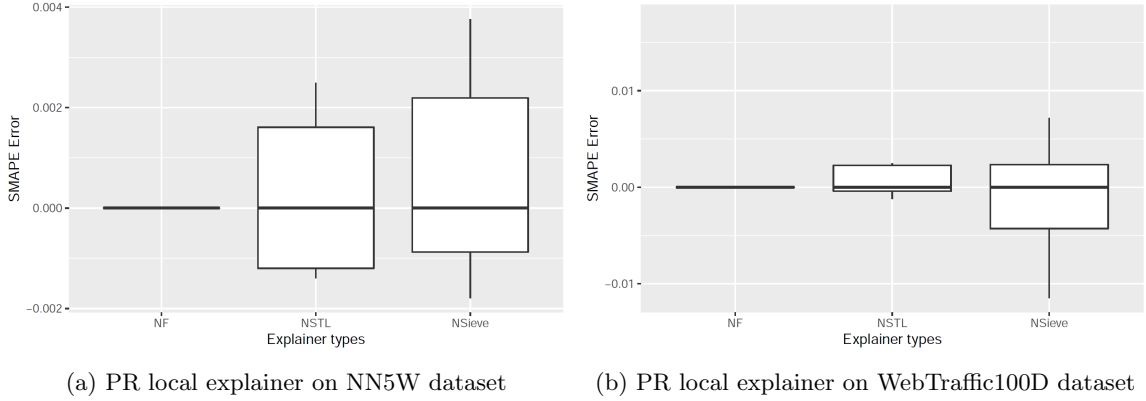 0.004
0.002
0.000
−0.002
SMAPE Error
NF
NSTL
NSieve
Explainer types
(a) PR local explainer on NN5W dataset
0.01
0.00
−0.01
SMAPE Error
NF
NSTL
NSieve
Explainer types
(b) PR local explainer on WebTraffic100D dataset